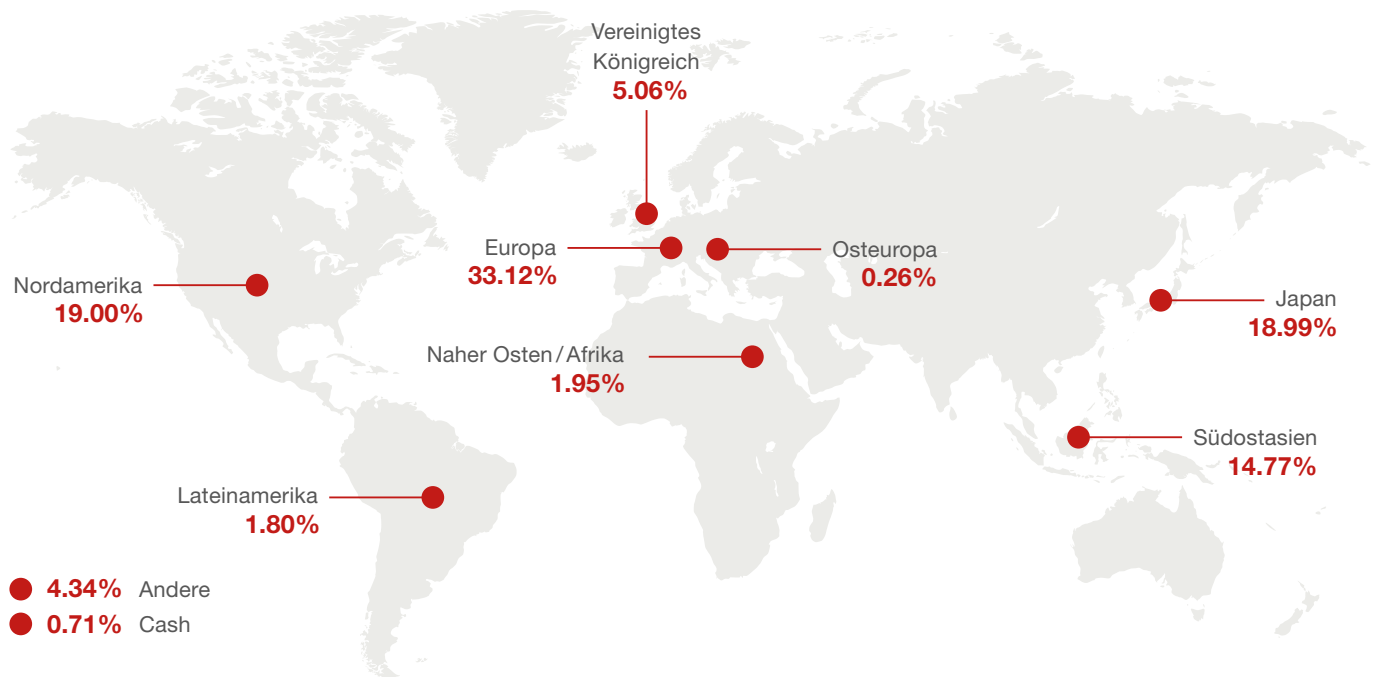 Vereinigtes
Königreich
5.06%
Europa
33.12%
Osteuropa
0.26%
Nordamerika
19.00%
Japan
18.99%
Naher Osten / Afrika
1.95%
Südostasien
14.77%
Lateinamerika
1.80%
4.34% Andere
0.71% Cash